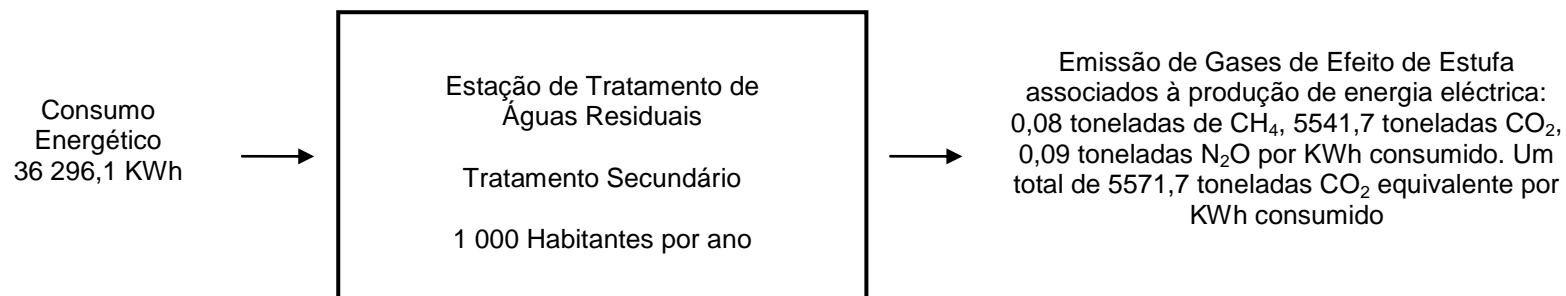 Consumo
Energético
36 296,1 KWh
Estação de Tratamento de
Águas Residuais
Tratamento Secundário
1 000 Habitantes por ano
Emissão de Gases de Efeito de Estufa
associados à produção de energia eléctrica:
0,08 toneladas de CH₄, 5541,7 toneladas CO₂,
0,09 toneladas N₂O por KWh consumido. Um
total de 5571,7 toneladas CO₂ equivalente por
KWh consumido